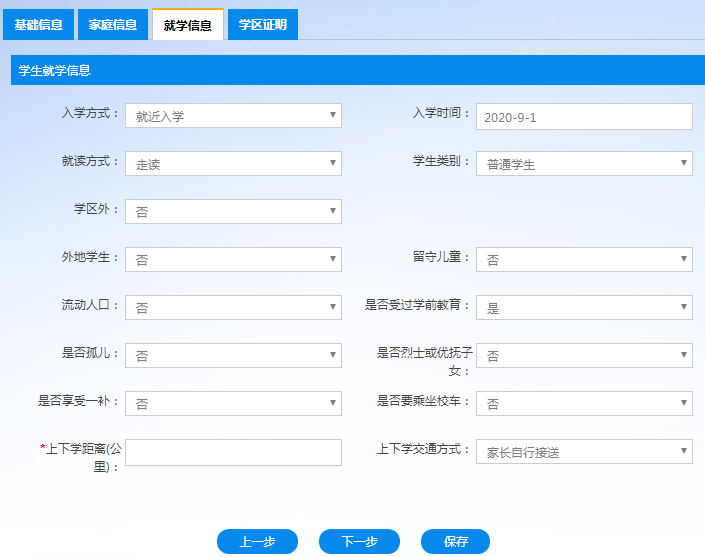 基础信息 家庭信息 就学信息 学区证明
学生就学信息
入学方式： 就近入学 入学时间： 2020-9-1
就读方式： 走读 学生类别： 普通学生
学区外： 否
外地学生： 否 留守儿童： 否
流动人口： 否 是否受过学前教育： 是
是否孤儿： 否 是否烈士或优抚子
女： 否
是否享受一补： 否 是否要乘坐校车： 否
*上下学距离(公
里)： 上下学交通方式： 家长自行接送
上一步 下一步 保存